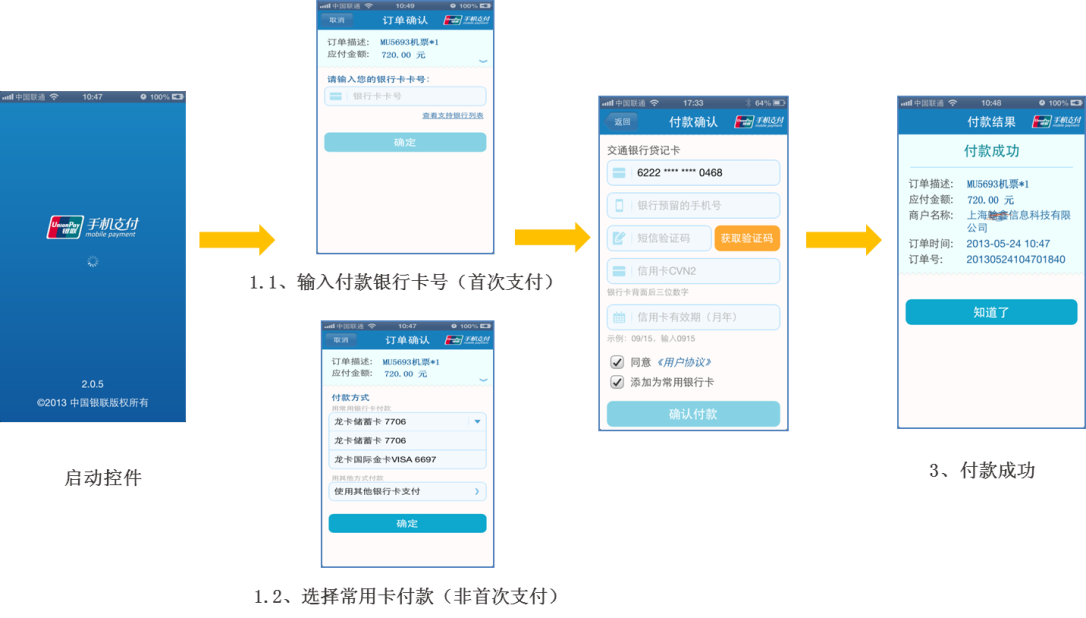 中国联通 10:47 100%
UnionPay 银联 手机支付
mobile payment
2.0.5
©2013 中国银联版权所有
启动控件
中国联通 10:49 100%
取消 订单确认 手机支付
订单描述: MU5693机票*1
应付金额: 720.00 元
请输入您的银行卡卡号:
银行卡卡号
查看支持银行列表
确定
1.1、输入付款银行卡号（首次支付）
中国联通 10:47 100%
取消 订单确认 手机支付
订单描述: MU5693机票*1
应付金额: 720.00 元
付款方式
用常用银行卡付款
龙卡储蓄卡 7706
龙卡储蓄卡 7706
龙卡国际金卡VISA 6697
用其他方式付款
使用其他银行卡支付
确定
1.2、选择常用卡付款（非首次支付）
中国联通 17:33 64%
返回 付款确认 手机支付
mobile payment
交通银行贷记卡
6222 **** **** 0468
银行预留的手机号
短信验证码 获取验证码
信用卡CVN2
银行卡背面后三位数字
信用卡有效期（月年）
示例: 09/15，输入0915
同意《用户协议》
添加为常用银行卡
确认付款
中国联通 10:48 100%
付款结果 手机支付
mobile payment
付款成功
订单描述: MU5693机票*1
应付金额: 720.00 元
商户名称: 上海 信息科技有限
公司
订单时间: 2013-05-24 10:47
订单号: 20130524104701840
知道了
3、付款成功